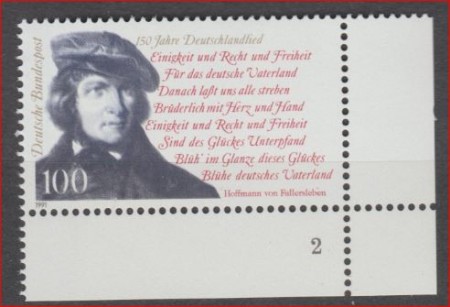 150 Jahre Deutschlandlied
Einigkeit und Recht und Freiheit
Für das deutsche Vaterland
Danach laßt uns alle streben
Brüderlich mit Herz und Hand
Einigkeit und Recht und Freiheit
Sind des Glückes Unterpfand
Blüh' im Glanze dieses Glückes
Blühe deutsches Vaterland
Hoffmann von Fallersleben
Deutsche Bundespost
100
1991
2